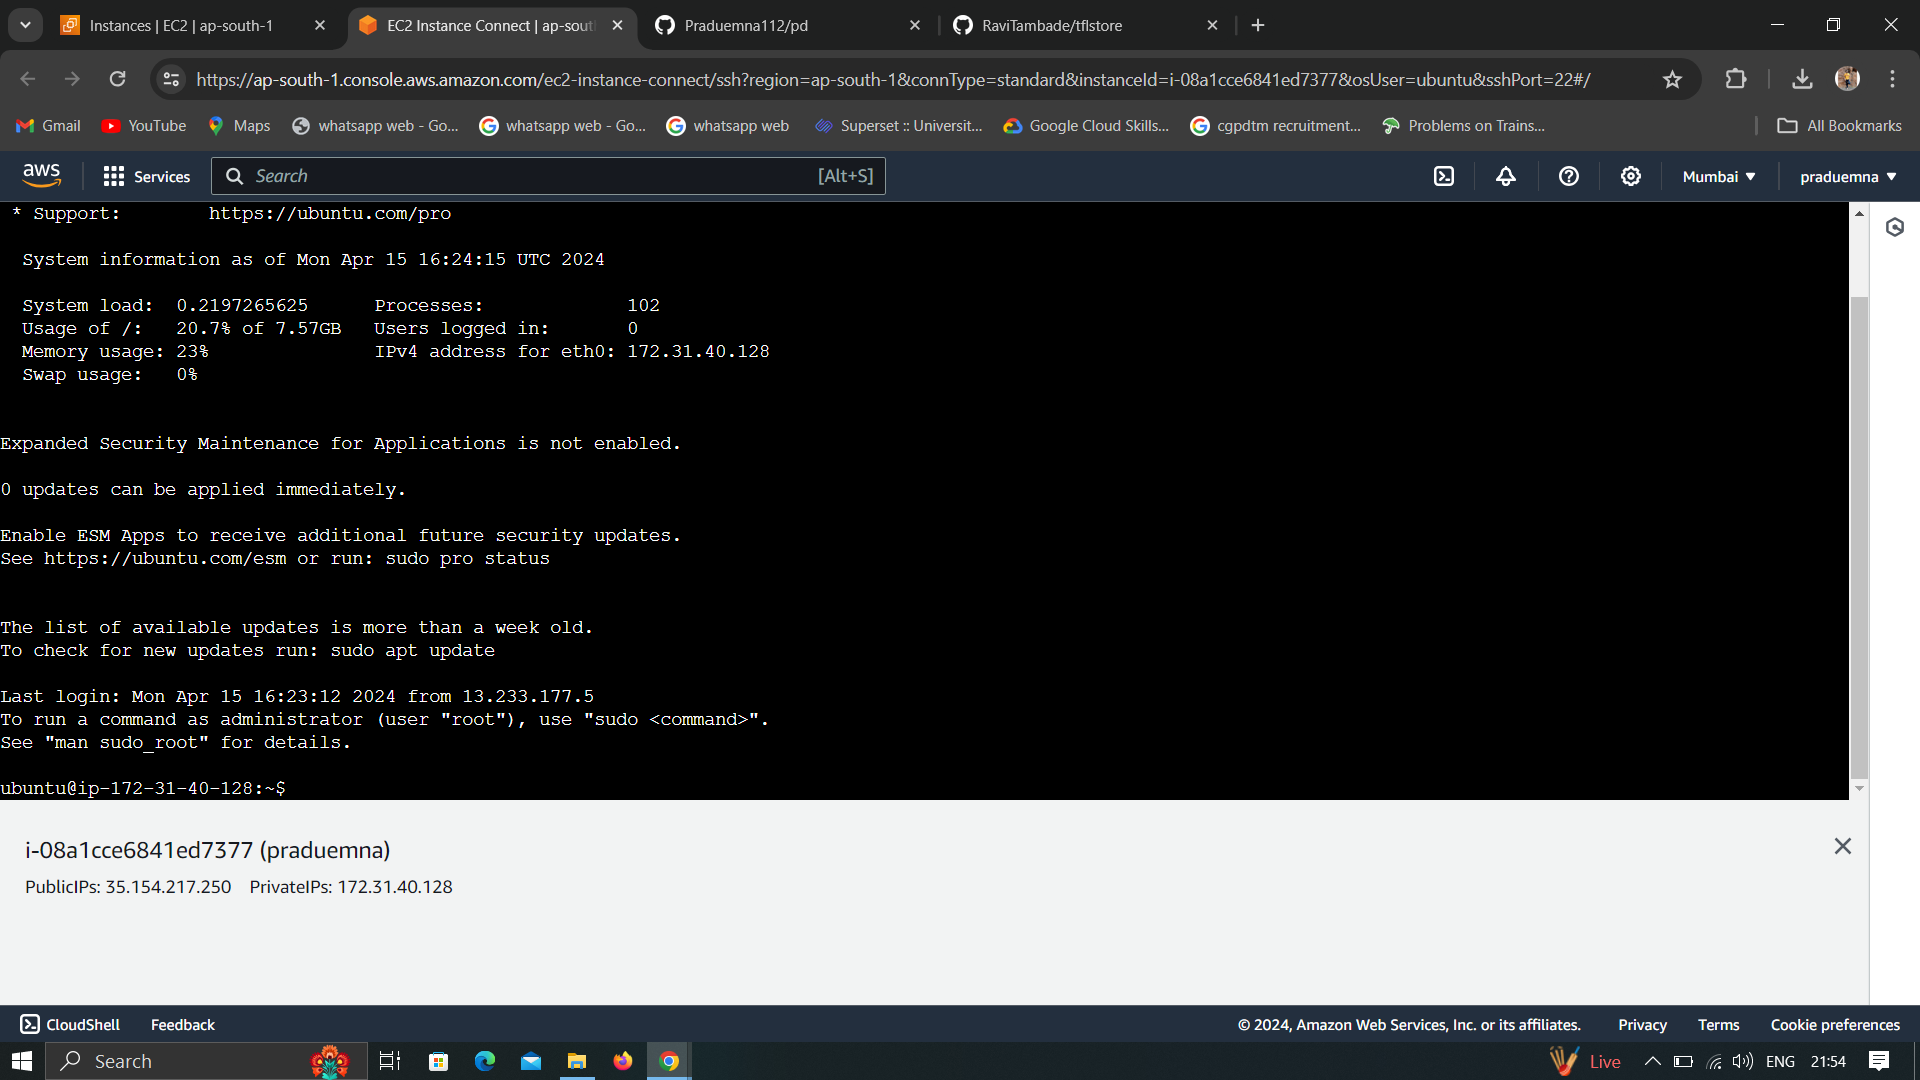 Instances | EC2 | ap-south-1
EC2 Instance Connect | ap-sout
Praduemna112/pd
RaviTambade/tflstore
https://ap-south-1.console.aws.amazon.com/ec2-instance-connect/ssh?region=ap-south-1&connType=standard&instanceId=i-08a1cce6841ed7377&osUser=ubuntu&sshPort=22#/
Gmail
YouTube
Maps
whatsapp web - Go...
whatsapp web - Go...
whatsapp web
Superset :: Universit...
Google Cloud Skills...
cgpdtm recruitment...
Problems on Trains...
All Bookmarks
aws
Services
Search
[Alt+S]
Mumbai
praduemna
* Support: https://ubuntu.com/pro
System information as of Mon Apr 15 16:24:15 UTC 2024
System load: 0.2197265625 Processes: 102
Usage of /: 20.7% of 7.57GB Users logged in: 0
Memory usage: 23% IPv4 address for eth0: 172.31.40.128
Swap usage: 0%
Expanded Security Maintenance for Applications is not enabled.
0 updates can be applied immediately.
Enable ESM Apps to receive additional future security updates.
See https://ubuntu.com/esm or run: sudo pro status
The list of available updates is more than a week old.
To check for new updates run: sudo apt update
Last login: Mon Apr 15 16:23:12 2024 from 13.233.177.5
To run a command as administrator (user "root"), use "sudo <command>".
See "man sudo_root" for details.
ubuntu@ip-172-31-40-128:~$
i-08a1cce6841ed7377 (praduemna)
PublicIPs: 35.154.217.250 PrivateIPs: 172.31.40.128
CloudShell
Feedback
© 2024, Amazon Web Services, Inc. or its affiliates.
Privacy
Terms
Cookie preferences
Search
Live
ENG
21:54